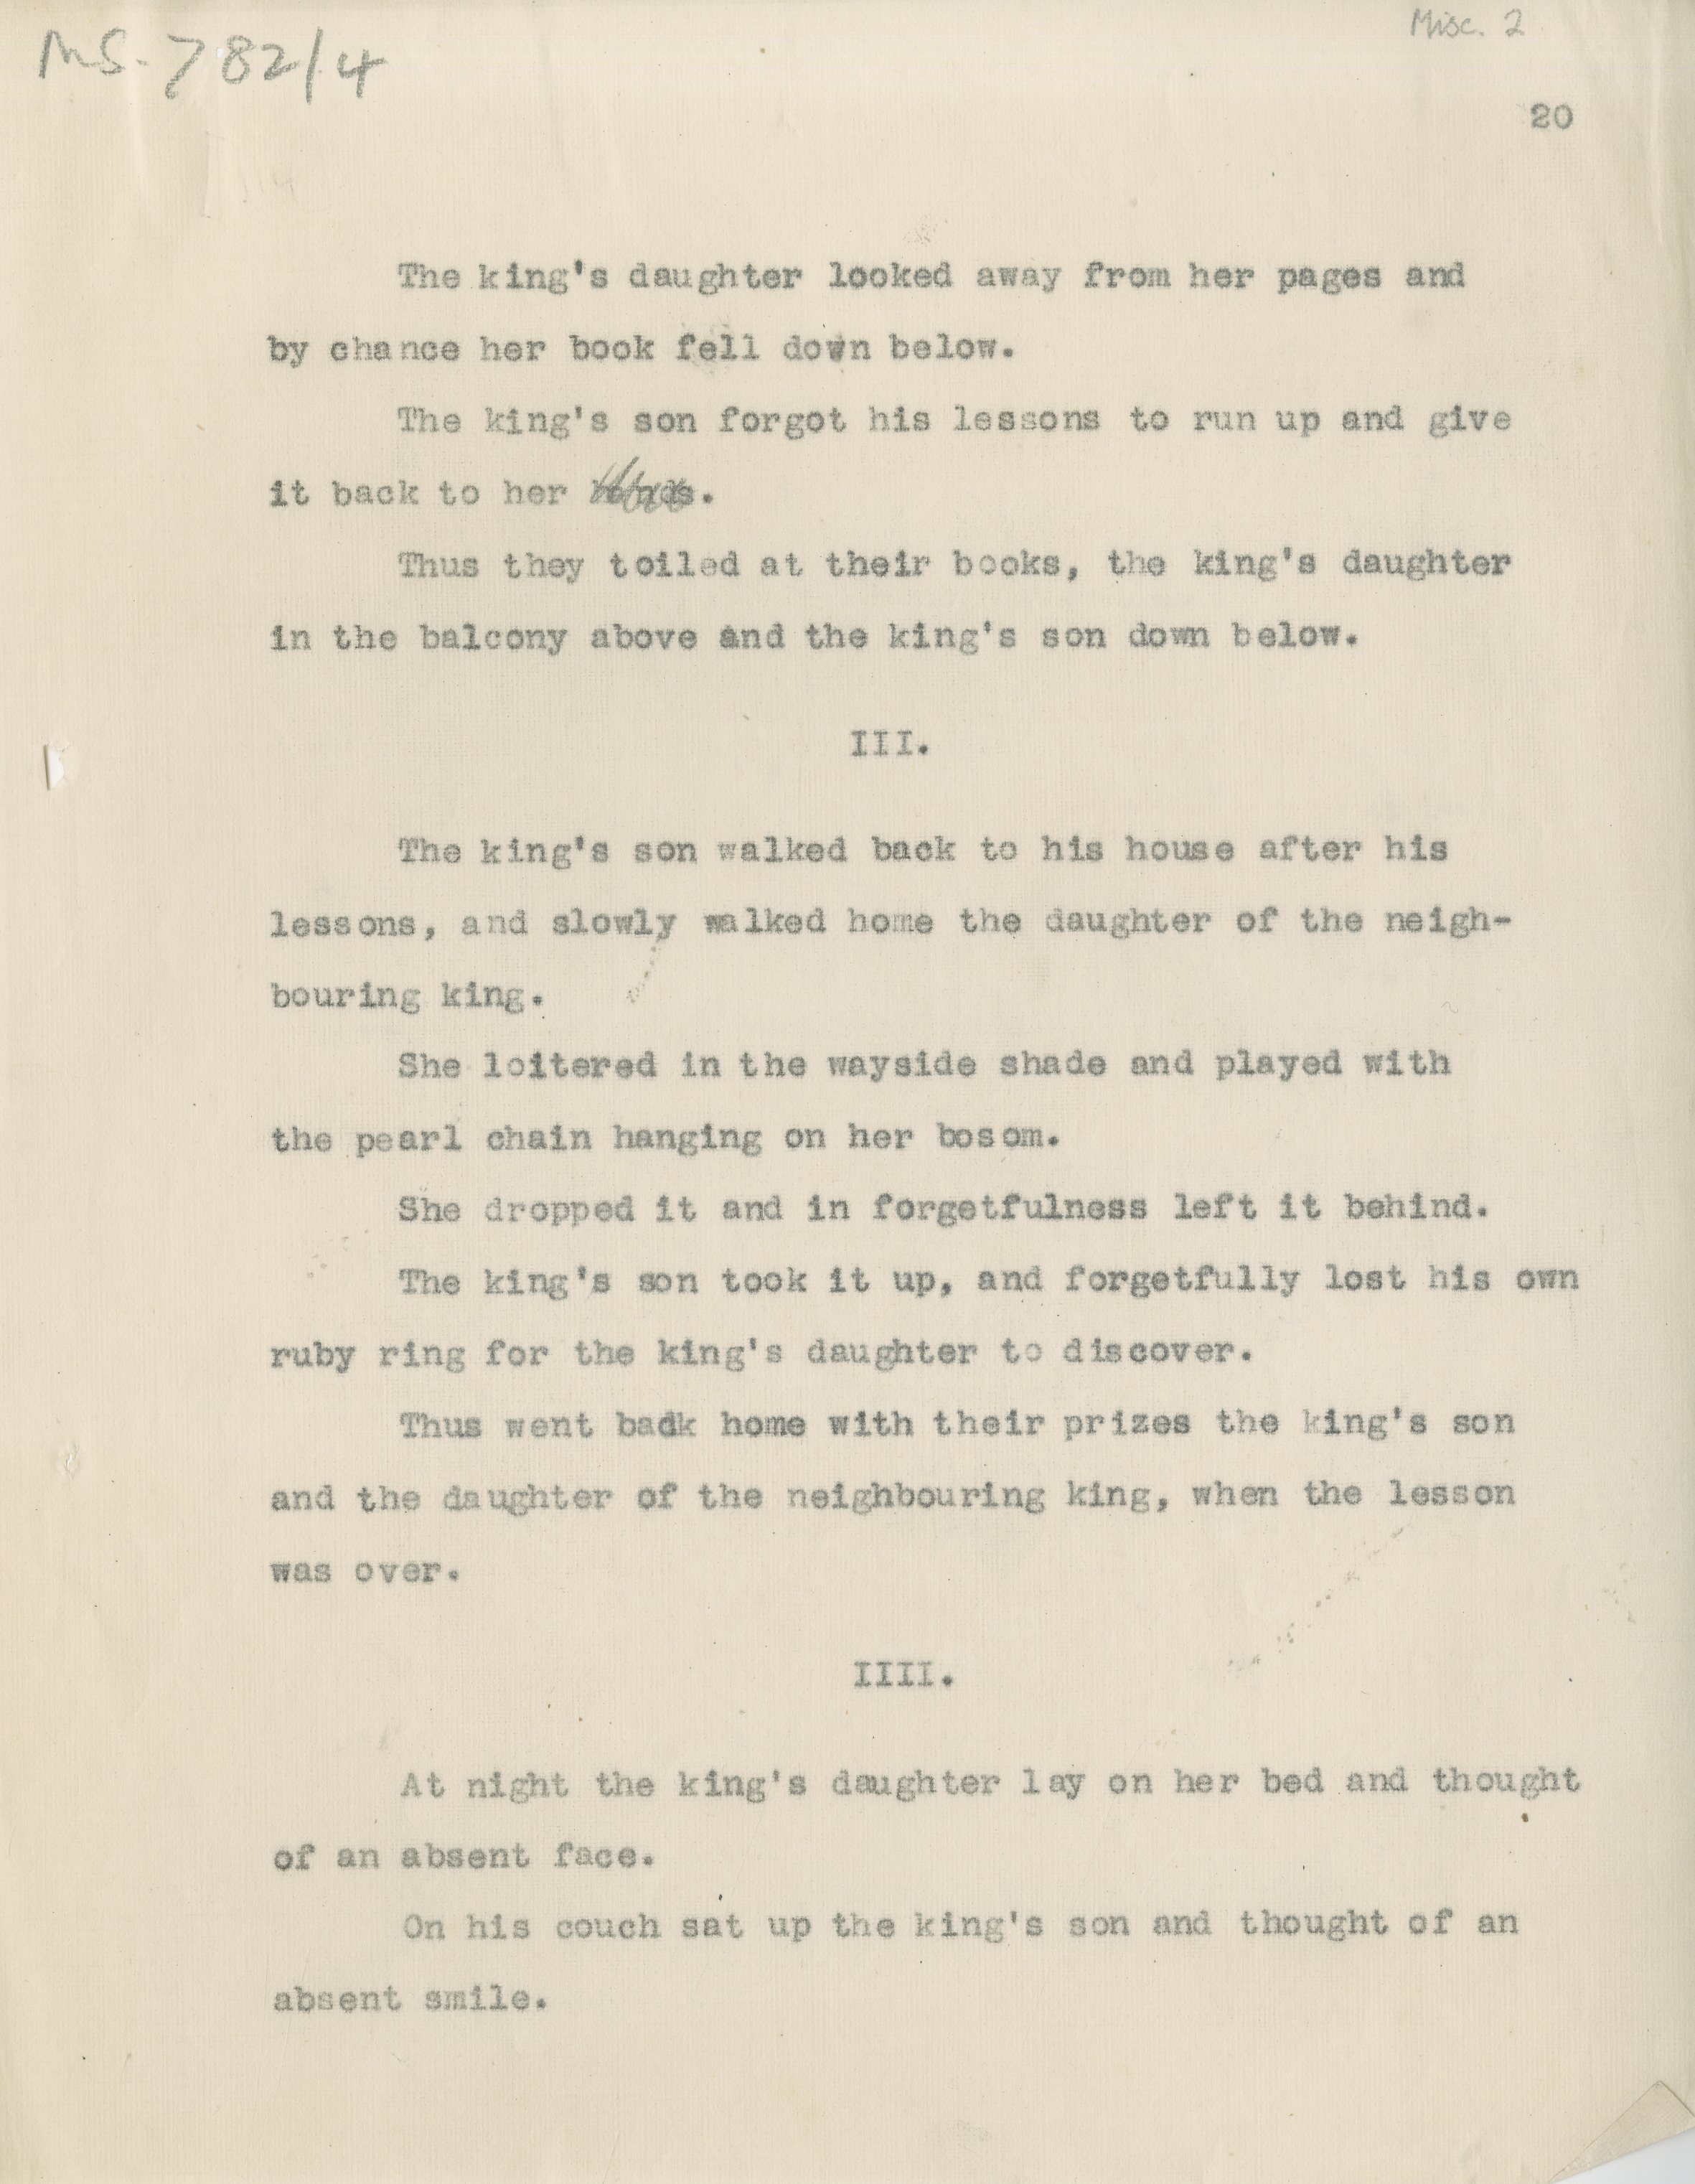 MS-782/4
Misc. 2
20
The king's daughter looked away from her pages and
by chance her book fell down below.
The king's son forgot his lessons to run up and give
it back to her hands.
Thus they toiled at their books, the king's daughter
in the balcony above and the king's son down below.
III.
The king's son walked back to his house after his
lessons, and slowly walked home the daughter of the neigh-
bouring king.
She loitered in the wayside shade and played with
the pearl chain hanging on her bosom.
She dropped it and in forgetfulness left it behind.
The king's son took it up, and forgetfully lost his own
ruby ring for the king's daughter to discover.
Thus went back home with their prizes the king's son
and the daughter of the neighbouring king, when the lesson
was over.
IIII.
At night the king's daughter lay on her bed and thought
of an absent face.
On his couch sat up the king's son and thought of an
absent smile.